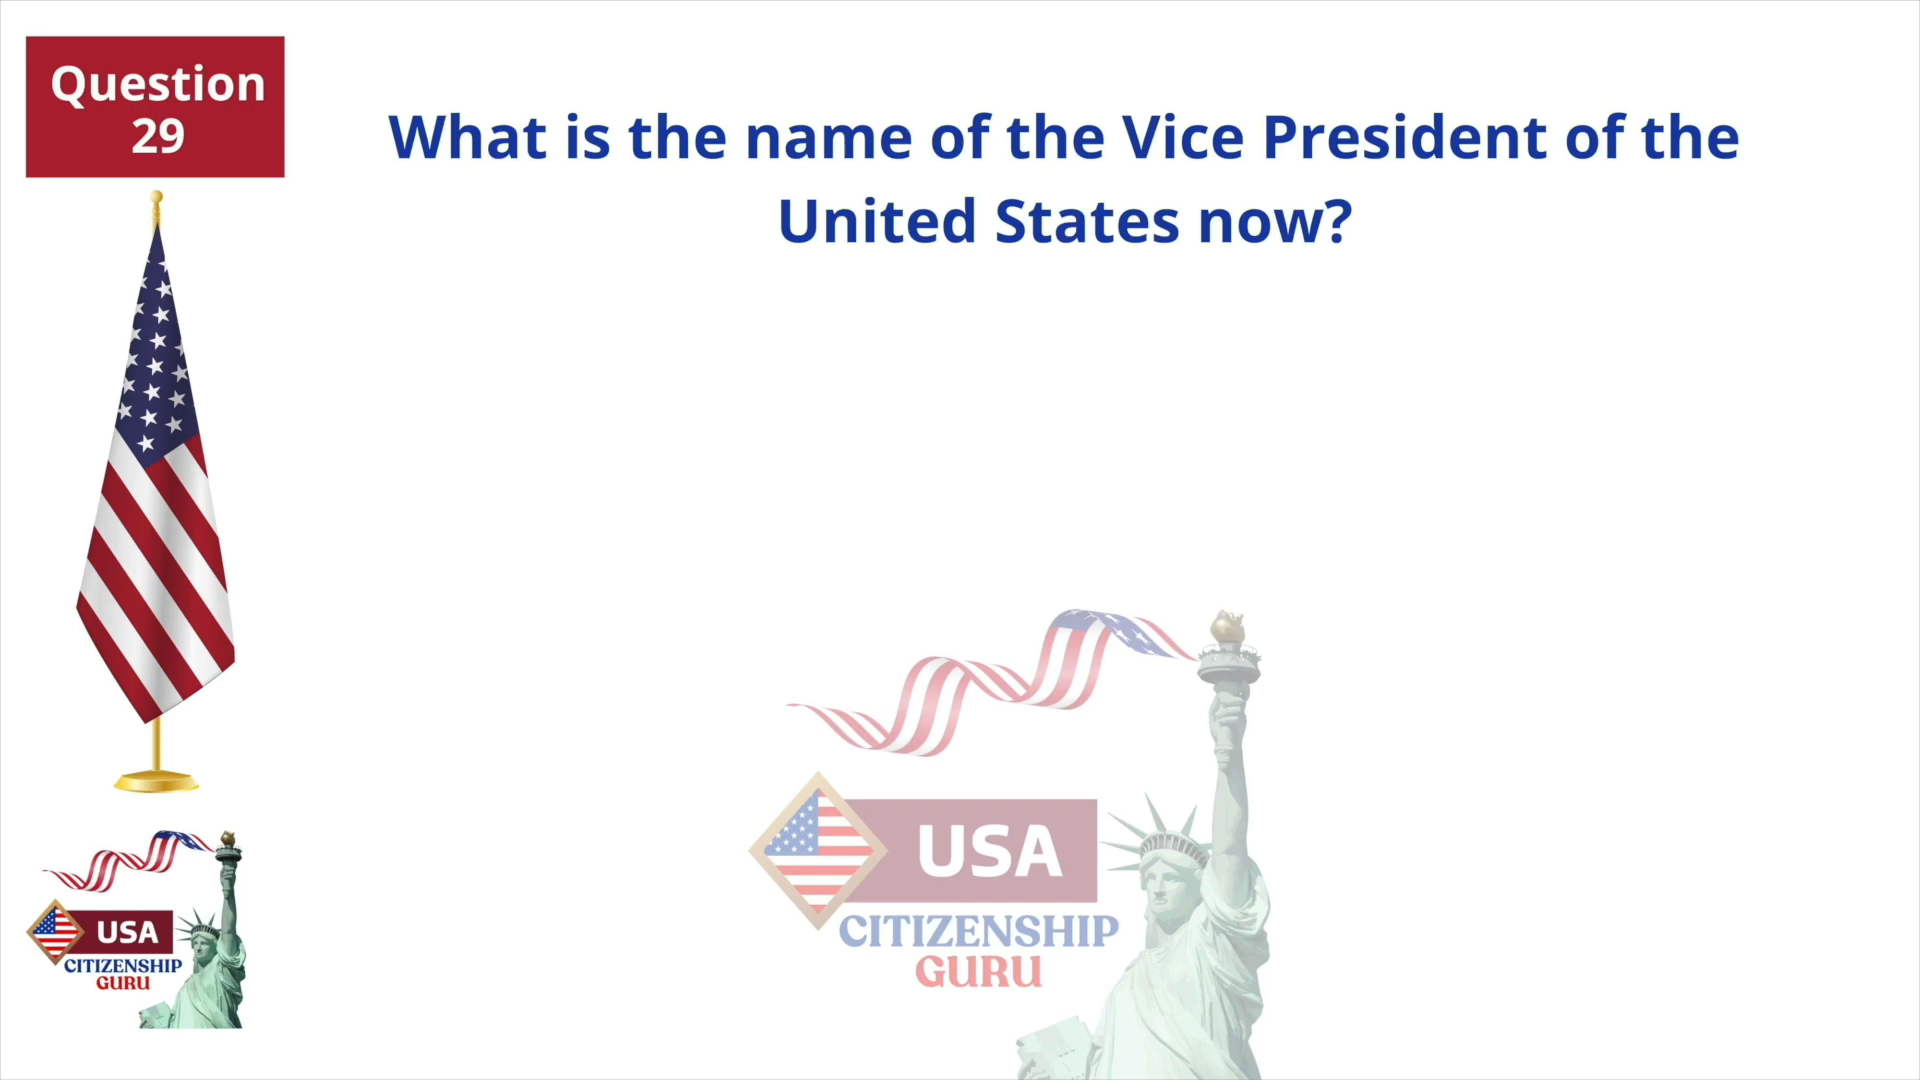 Question
29
What is the name of the Vice President of the
United States now?
USA
CITIZENSHIP
GURU
USA
CITIZENSHIP
GURU